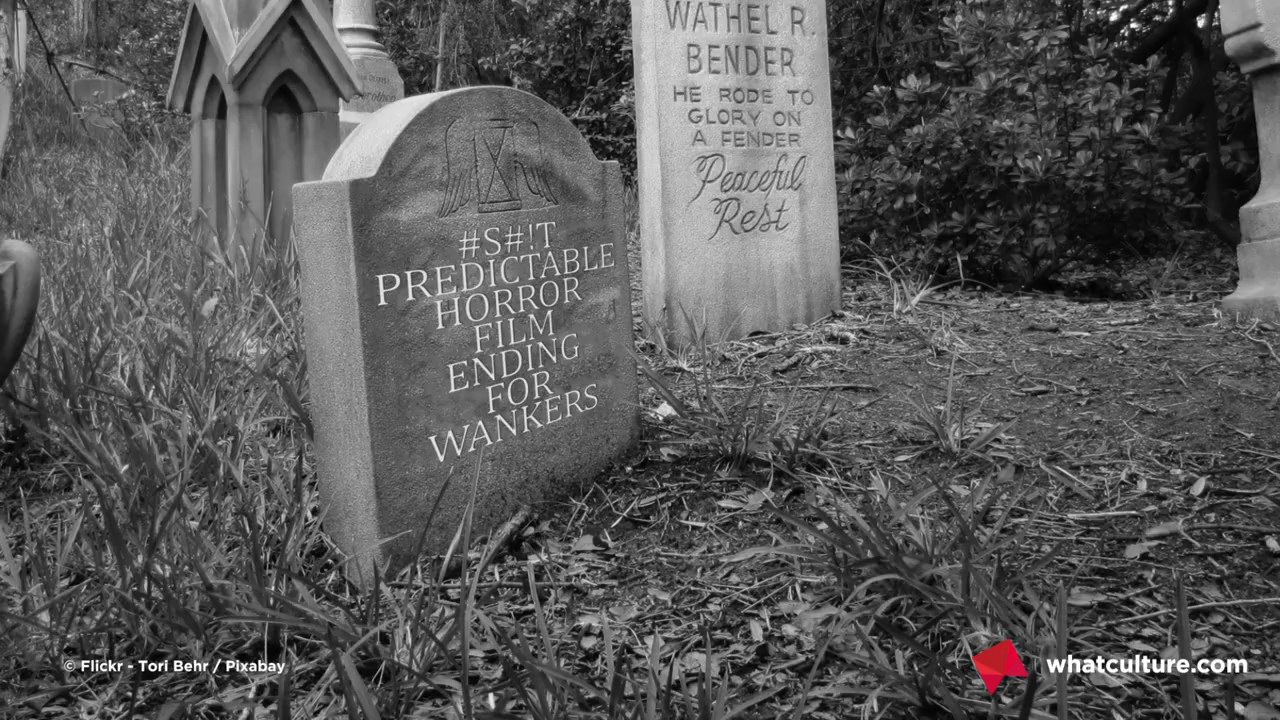 WATHEL R.
BENDER
HE RODE TO
GLORY ON
A FENDER
Peaceful
Rest
#S#!T
PREDICTABLE
HORROR
FILM
ENDING
FOR
WANKERS
© Flickr - Tori Behr / Pixabay
whatculture.com